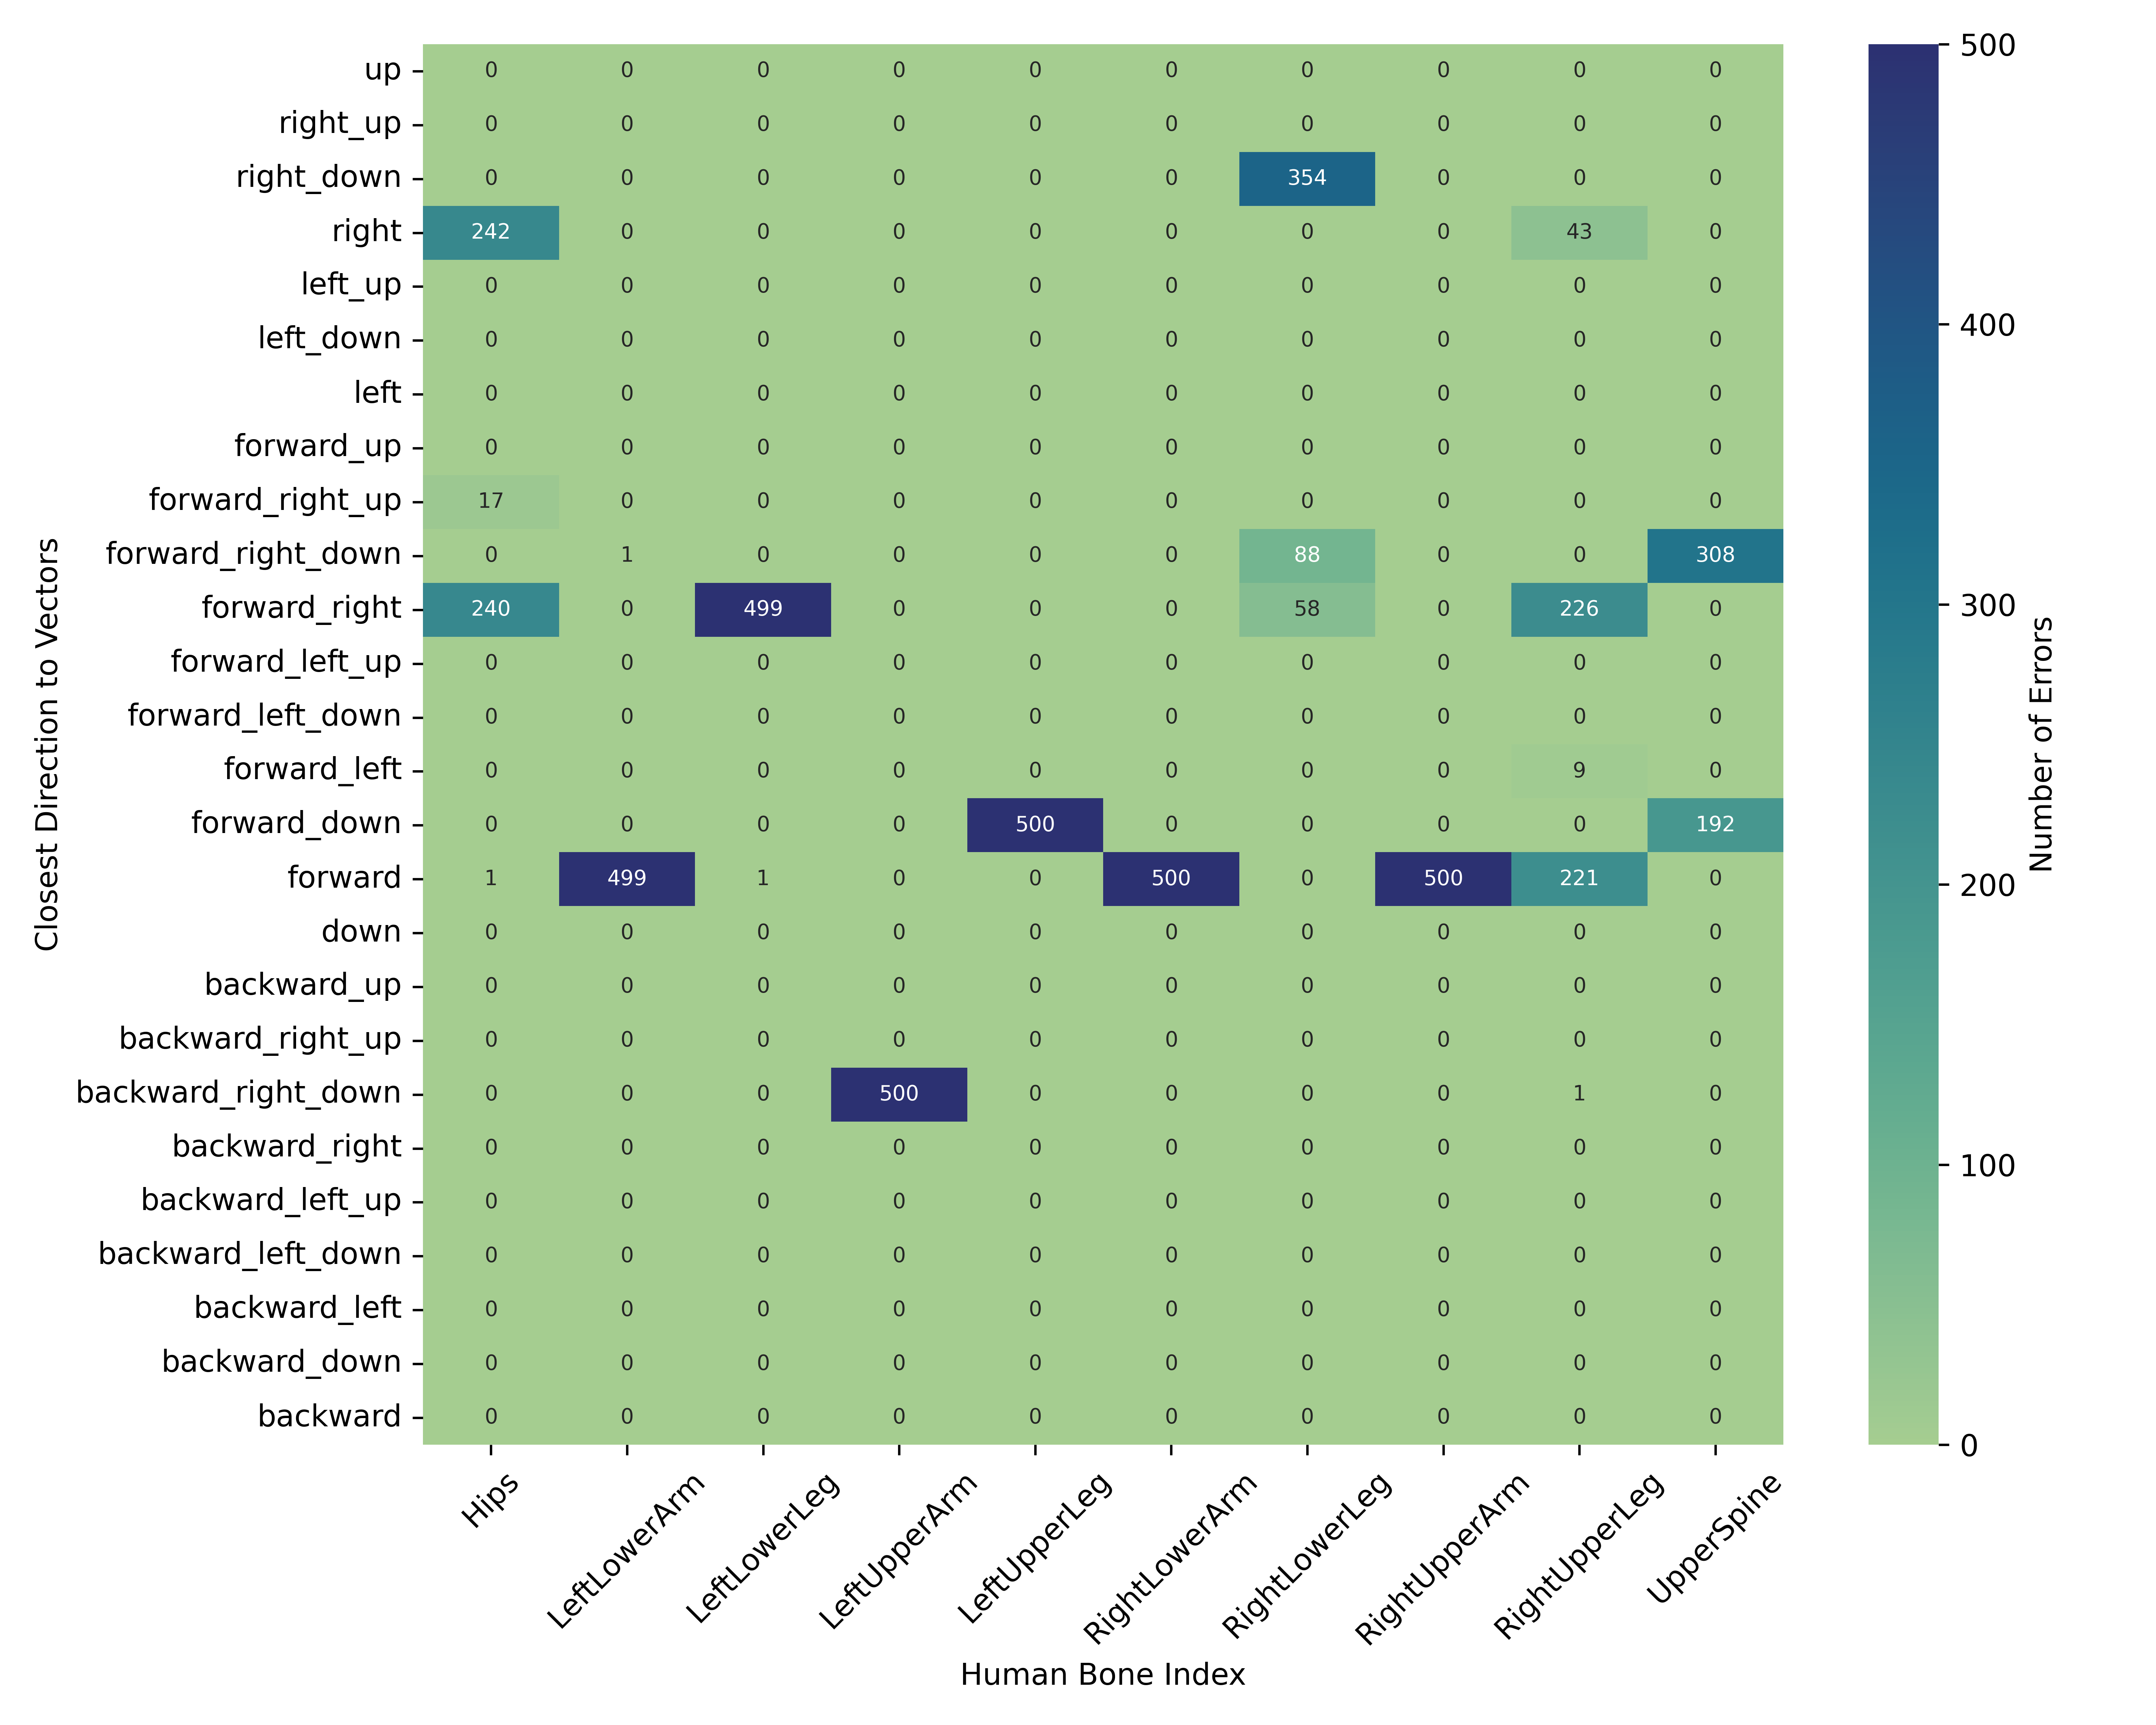 up 0 0 0 0 0 0 0 0 0 0
right_up 0 0 0 0 0 0 0 0 0 0
right_down 0 0 0 0 0 0 354 0 0 0
right 242 0 0 0 0 0 0 0 43 0
left_up 0 0 0 0 0 0 0 0 0 0
left_down 0 0 0 0 0 0 0 0 0 0
left 0 0 0 0 0 0 0 0 0 0
forward_up 0 0 0 0 0 0 0 0 0 0
forward_right_up 17 0 0 0 0 0 0 0 0 0
forward_right_down 0 1 0 0 0 0 88 0 0 308
forward_right 240 0 499 0 0 0 58 0 226 0
forward_left_up 0 0 0 0 0 0 0 0 0 0
forward_left_down 0 0 0 0 0 0 0 0 0 0
forward_left 0 0 0 0 0 0 0 0 9 0
forward_down 0 0 0 0 500 0 0 0 0 192
forward 1 499 1 0 0 500 0 500 221 0
down 0 0 0 0 0 0 0 0 0 0
backward_up 0 0 0 0 0 0 0 0 0 0
backward_right_up 0 0 0 0 0 0 0 0 0 0
backward_right_down 0 0 0 500 0 0 0 0 1 0
backward_right 0 0 0 0 0 0 0 0 0 0
backward_left_up 0 0 0 0 0 0 0 0 0 0
backward_left_down 0 0 0 0 0 0 0 0 0 0
backward_left 0 0 0 0 0 0 0 0 0 0
backward_down 0 0 0 0 0 0 0 0 0 0
backward 0 0 0 0 0 0 0 0 0 0
Hips LeftLowerArm LeftLowerLeg LeftUpperArm LeftUpperLeg RightLowerArm RightLowerLeg RightUpperArm RightUpperLeg UpperSpine
Human Bone Index
Closest Direction to Vectors
500
400
300
200
100
0
Number of Errors